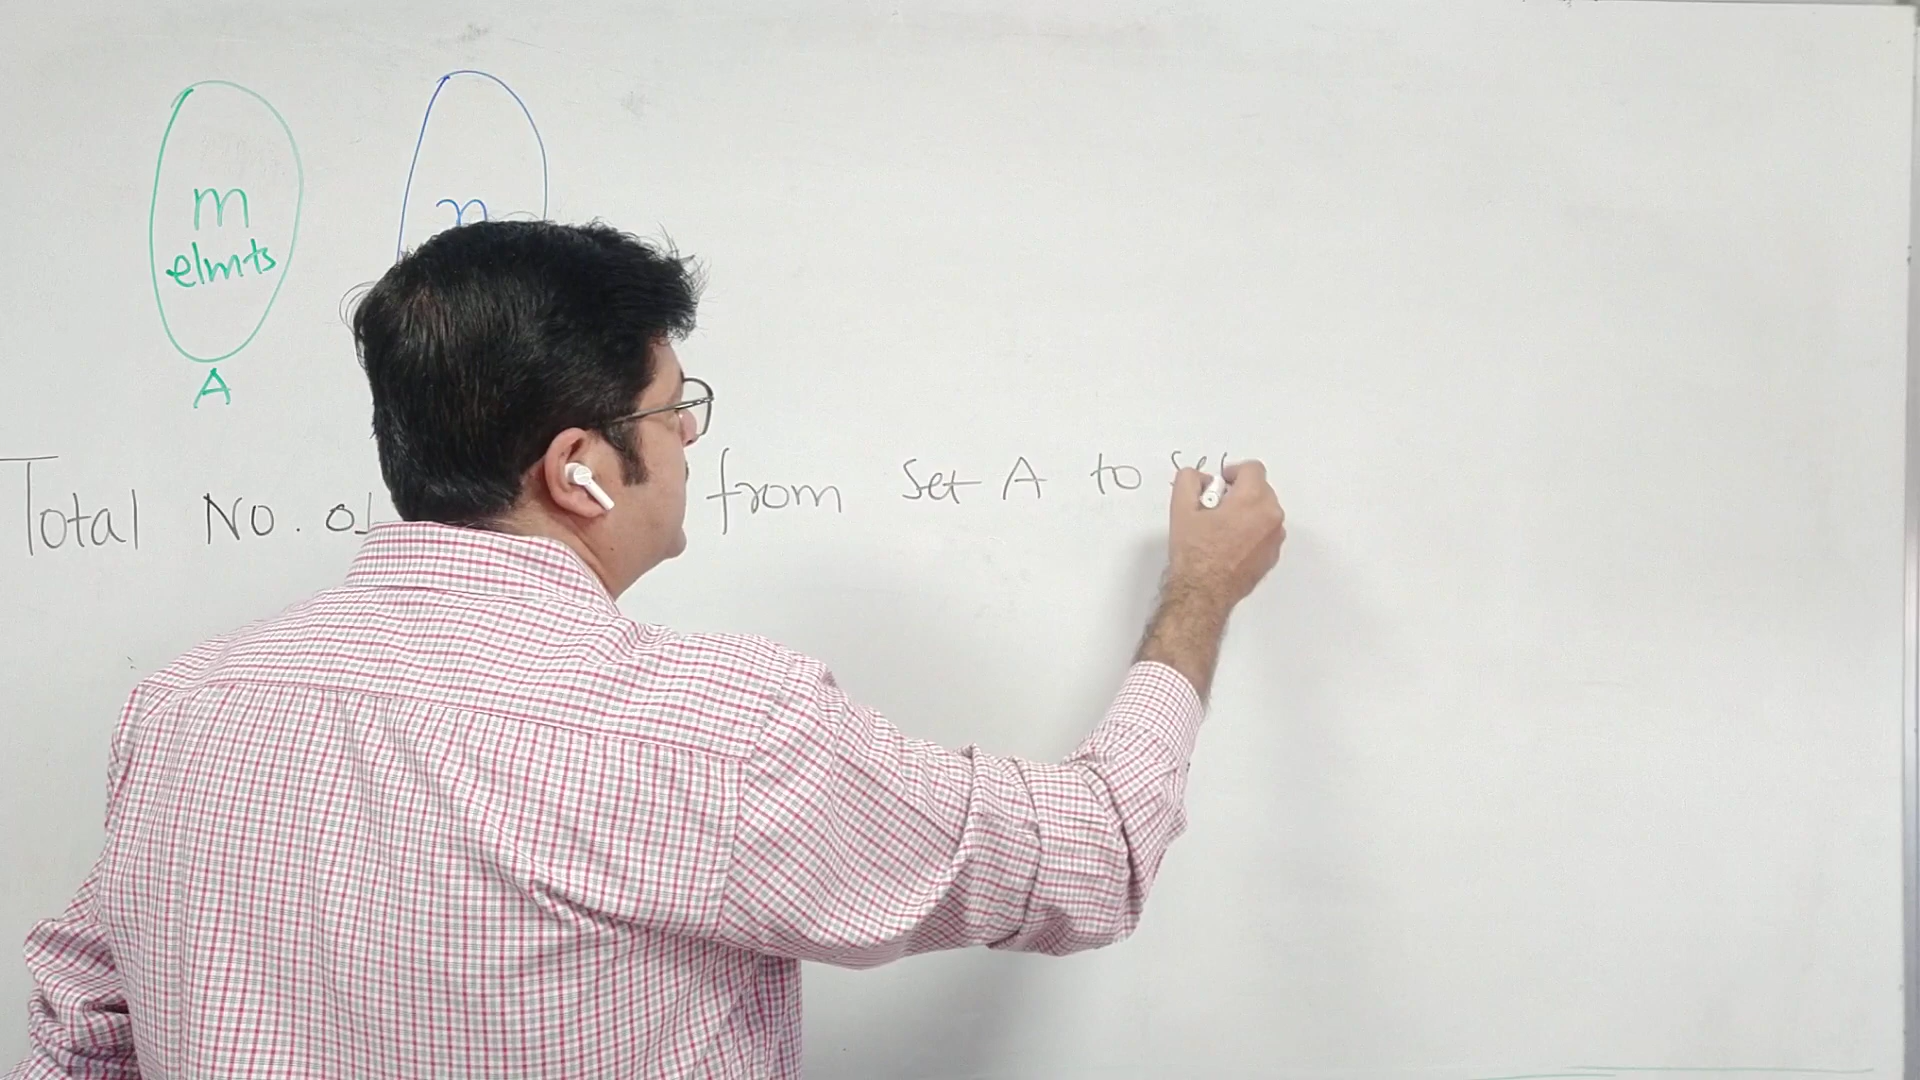 m
elmts
A
n
Total No. of from Set A to Set